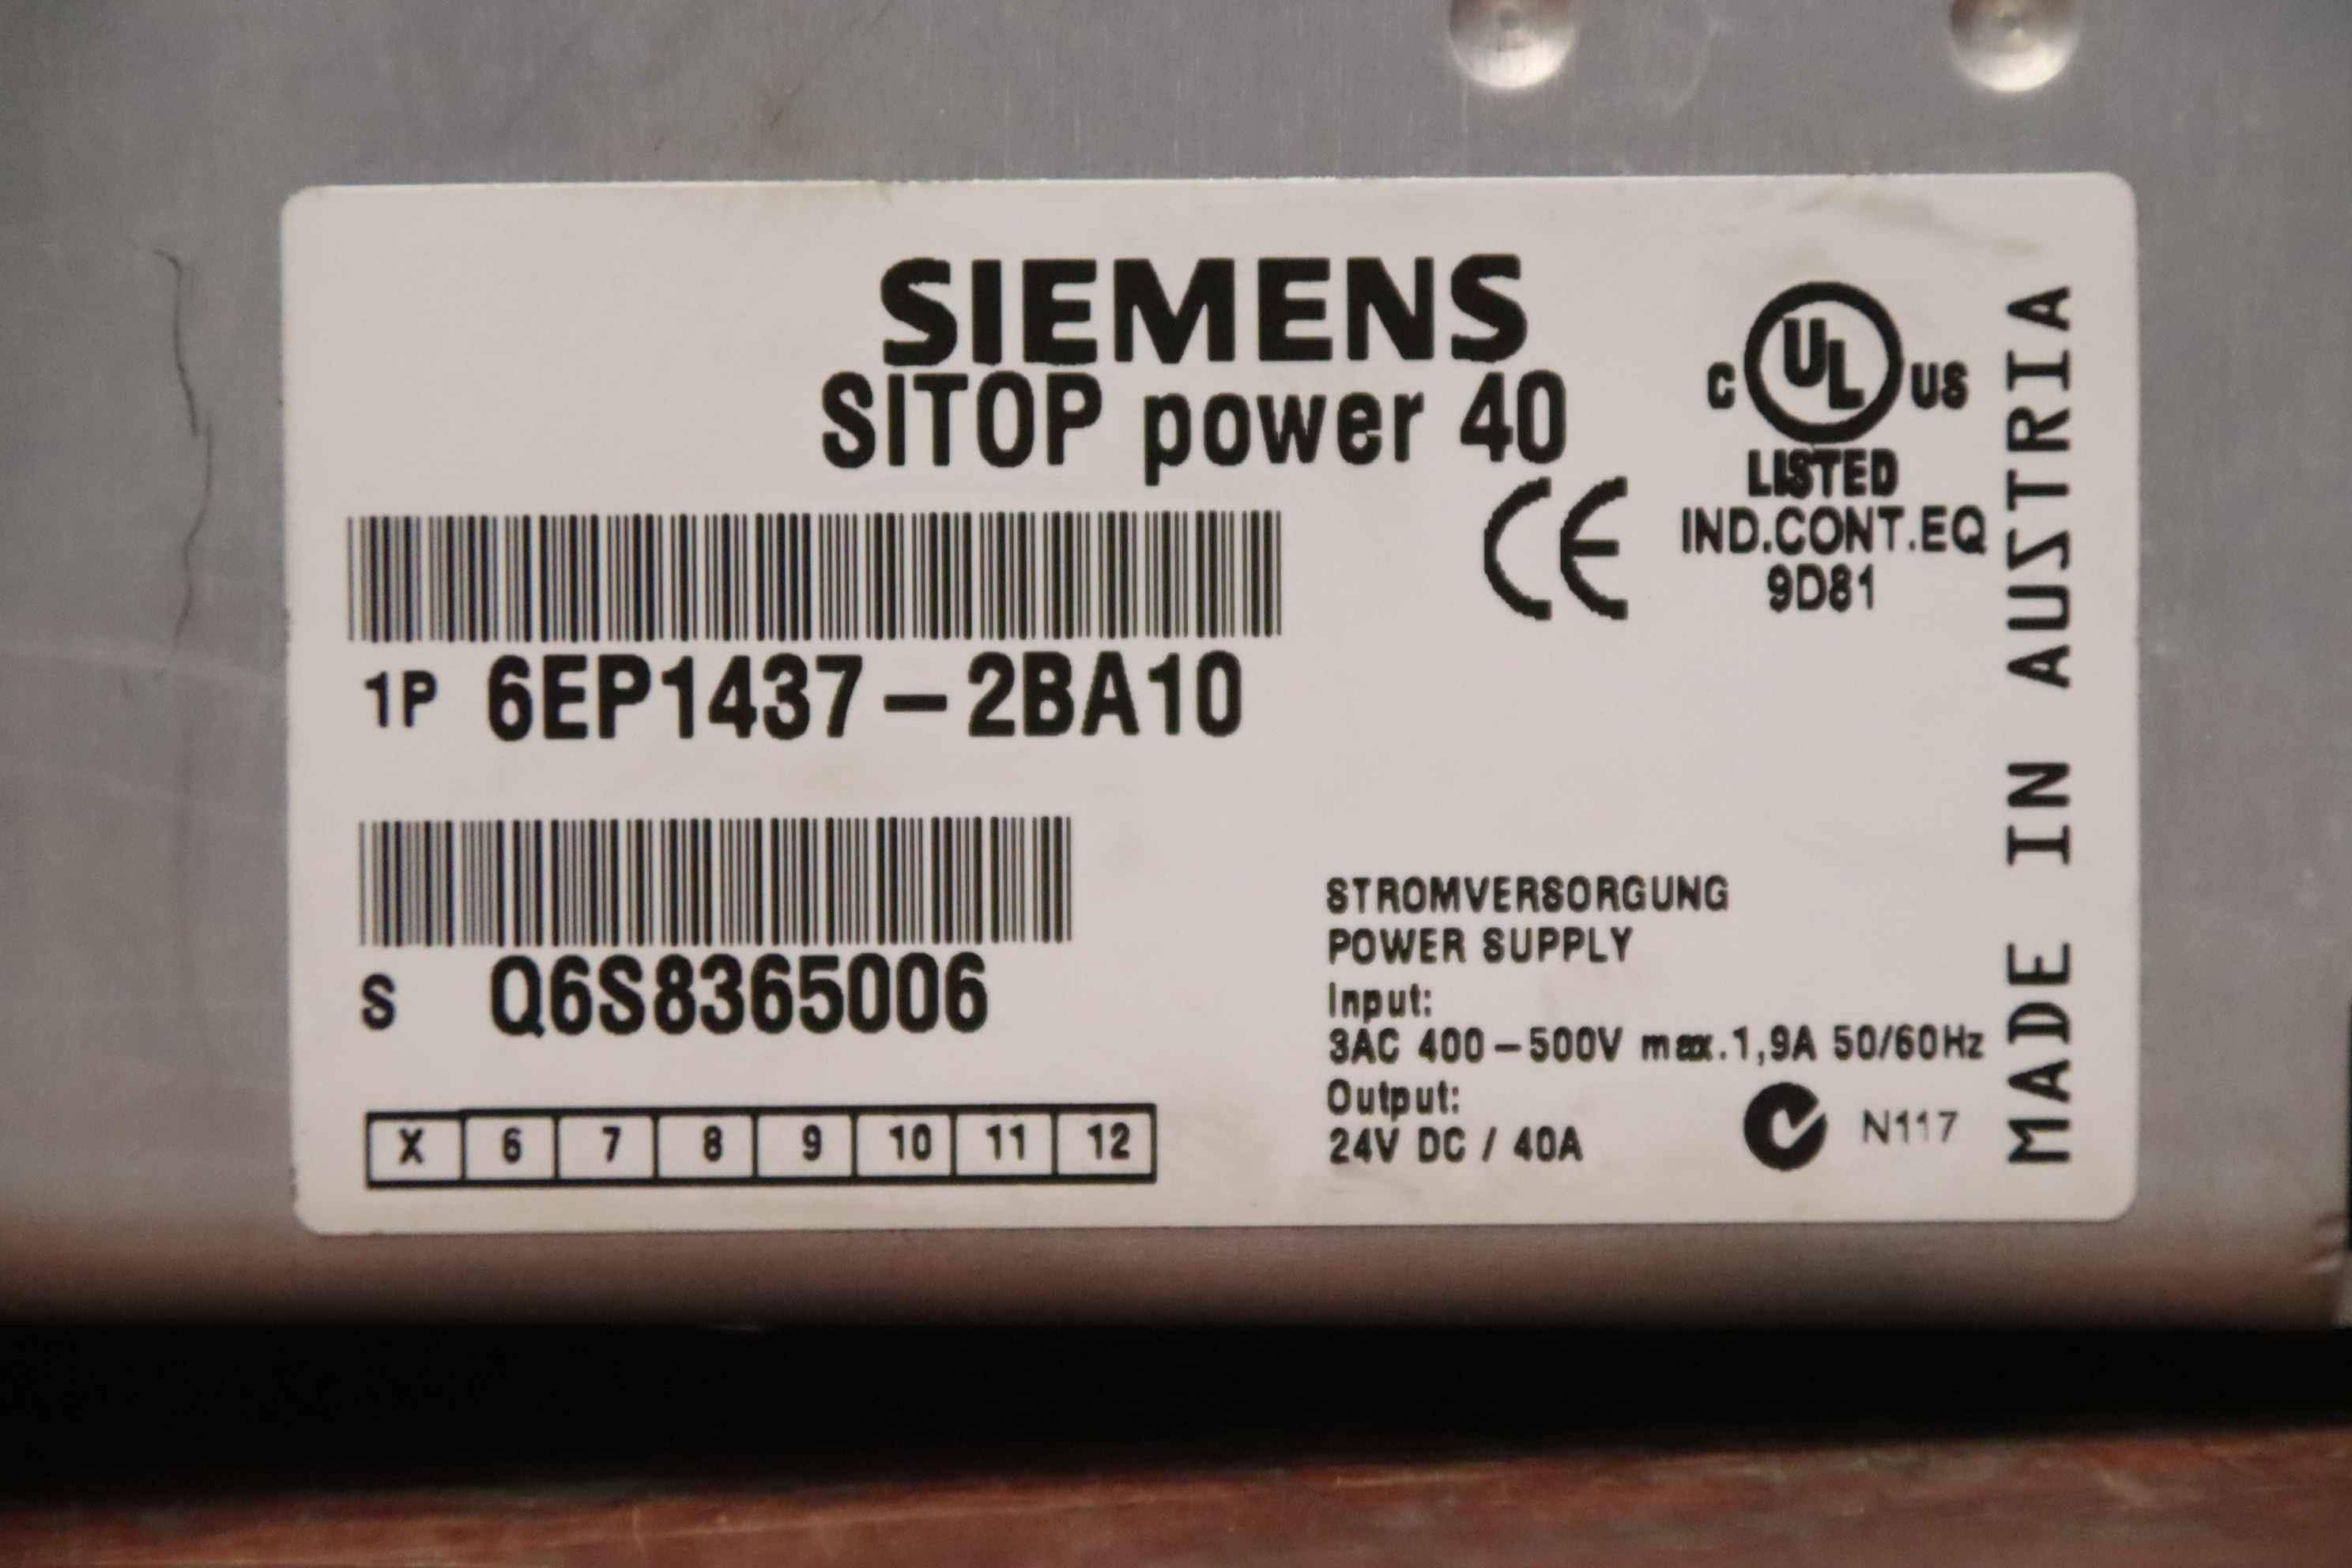 SIEMENS
SITOP power 40
C UL US
LISTED
IND.CONT.EQ
9D81
CE
1P 6EP1437-2BA10
S Q6S8365006
X 6 7 8 9 10 11 12
STROMVERSORGUNG
POWER SUPPLY
Input:
3AC 400-500V max.1,9A 50/60Hz
Output:
24V DC / 40A
N117
MADE IN AUSTRIA